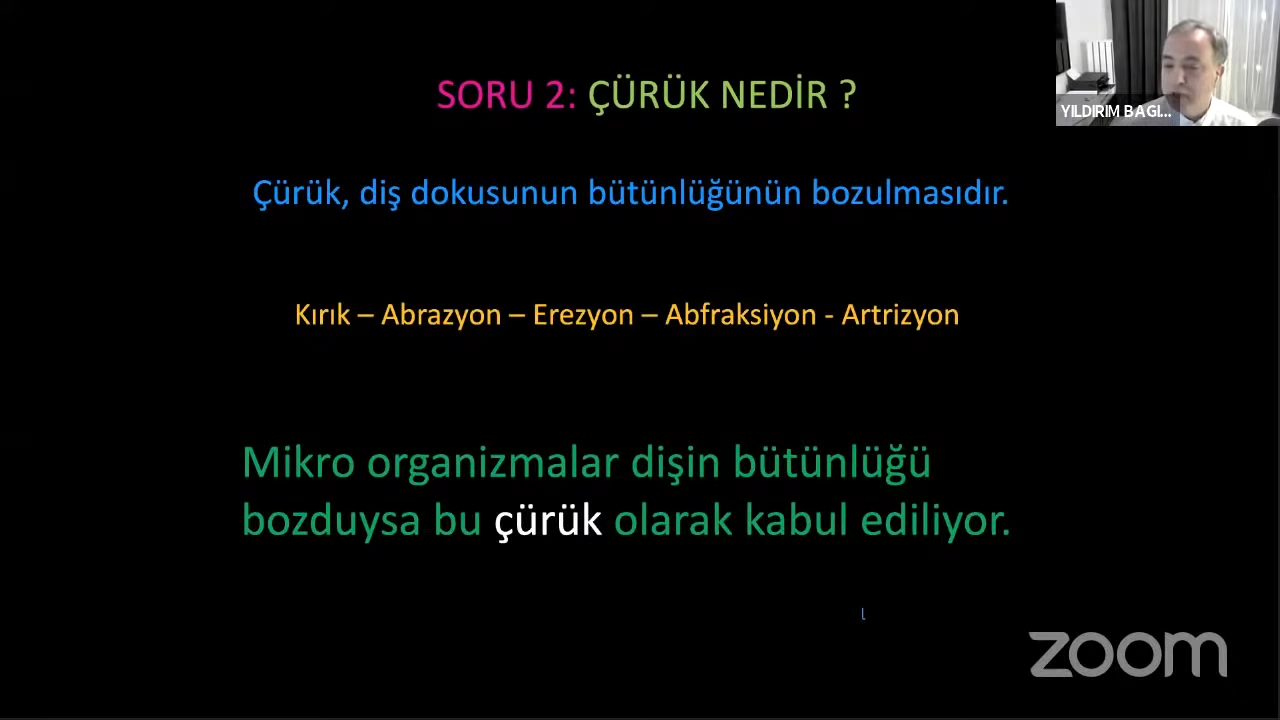 SORU 2: ÇÜRÜK NEDİR ?
YILDIRIM BAGI...
Çürük, diş dokusunun bütünlüğünün bozulmasıdır.
Kırık – Abrazyon – Erezyon – Abfraksiyon - Artrizyon
Mikro organizmalar dişin bütünlüğü
bozduysa bu çürük olarak kabul ediliyor.
zoom